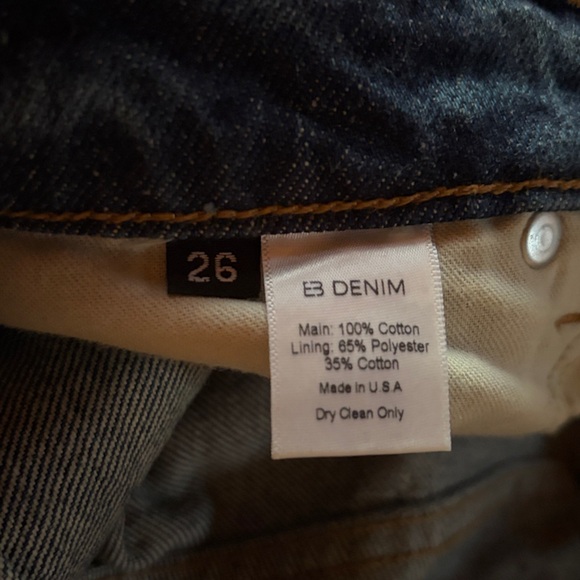 26
EB DENIM
Main: 100% Cotton
Lining: 65% Polyester
35% Cotton
Made in U.S.A
Dry Clean Only